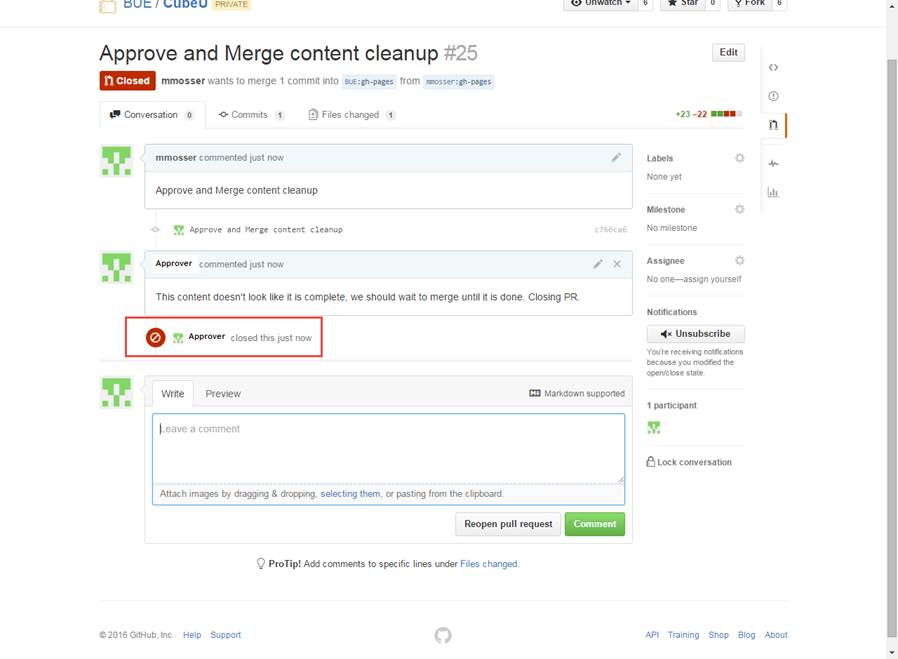 BUE / CubeU PRIVATE
Unwatch 6 Star 0 Fork 6
Approve and Merge content cleanup #25
Edit
Closed mmosser wants to merge 1 commit into BUE:gh-pages from mmosser:gh-pages
Conversation 0 Commits 1 Files changed 1
+23 −22
mmosser commented just now
Approve and Merge content cleanup
Approve and Merge content cleanup c766ca6
Approver commented just now
This content doesn't look like it is complete, we should wait to merge until it is done. Closing PR.
Approver closed this just now
Write Preview
Markdown supported
Leave a comment
Attach images by dragging & dropping, selecting them, or pasting from the clipboard.
Reopen pull request Comment
ProTip! Add comments to specific lines under Files changed.
Labels
None yet
Milestone
No milestone
Assignee
No one—assign yourself
Notifications
Unsubscribe
You're receiving notifications
because you modified the
open/close state.
1 participant
Lock conversation
© 2016 GitHub, Inc. Help Support
API Training Shop Blog About